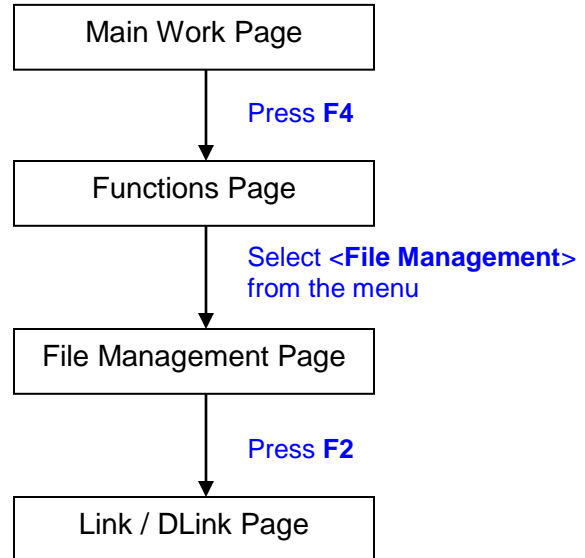 Main Work Page
Press F4
Functions Page
Select <File Management>
from the menu
File Management Page
Press F2
Link / DLink Page